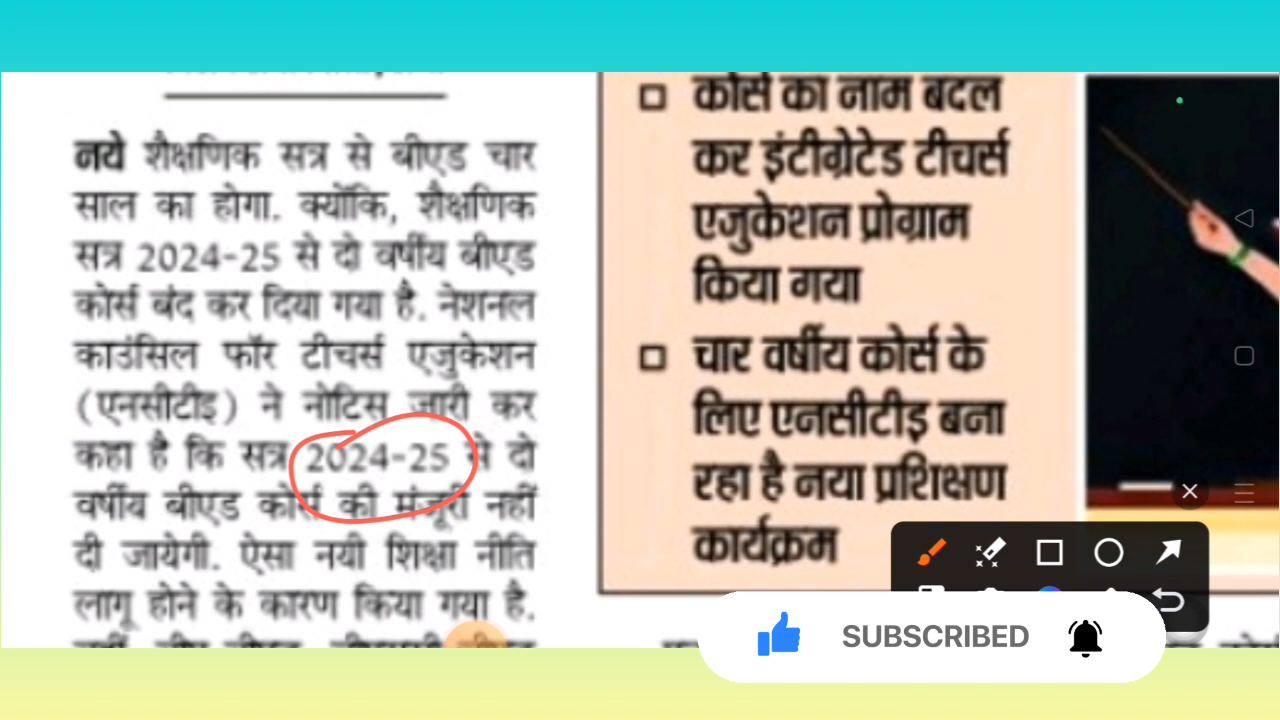 नये शैक्षणिक सत्र से बीएड चार
साल का होगा. क्योंकि, शैक्षणिक
सत्र 2024-25 से दो वर्षीय बीएड
कोर्स बंद कर दिया गया है. नेशनल
काउंसिल फॉर टीचर्स एजुकेशन
(एनसीटीइ) ने नोटिस जारी कर
कहा है कि सत्र 2024-25 से दो
वर्षीय बीएड कोर्स की मंजूरी नहीं
दी जायेगी. ऐसा नयी शिक्षा नीति
लागू होने के कारण किया गया है.
कोर्स का नाम बदल
कर इंटीग्रेटेड टीचर्स
एजुकेशन प्रोग्राम
किया गया
चार वर्षीय कोर्स के
लिए एनसीटीइ बना
रहा है नया प्रशिक्षण
कार्यक्रम
SUBSCRIBED